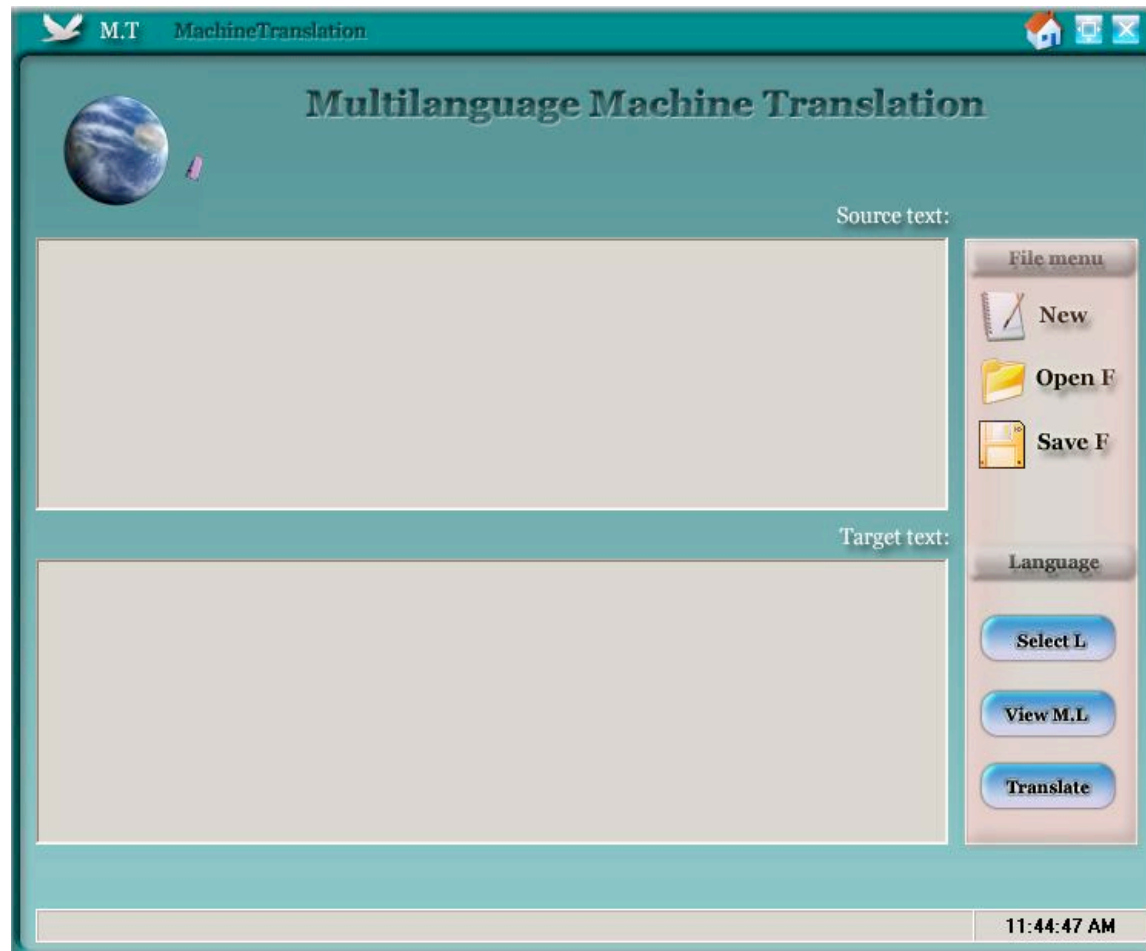 M.T MachineTranslation
Multilanguage Machine Translation
Source text:
File menu
New
Open F
Save F
Target text:
Language
Select L
View M.L
Translate
11:44:47 AM